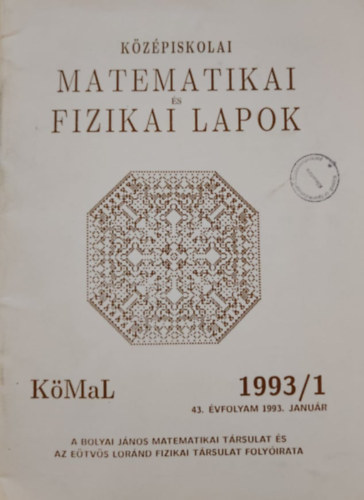 KÖZÉPISKOLAI
MATEMATIKAI
ÉS
FIZIKAI LAPOK
KöMaL
1993/1
43. ÉVFOLYAM 1993. JANUÁR
A BOLYAI JÁNOS MATEMATIKAI TÁRSULAT ÉS
AZ EÖTVÖS LORÁND FIZIKAI TÁRSULAT FOLYÓIRATA